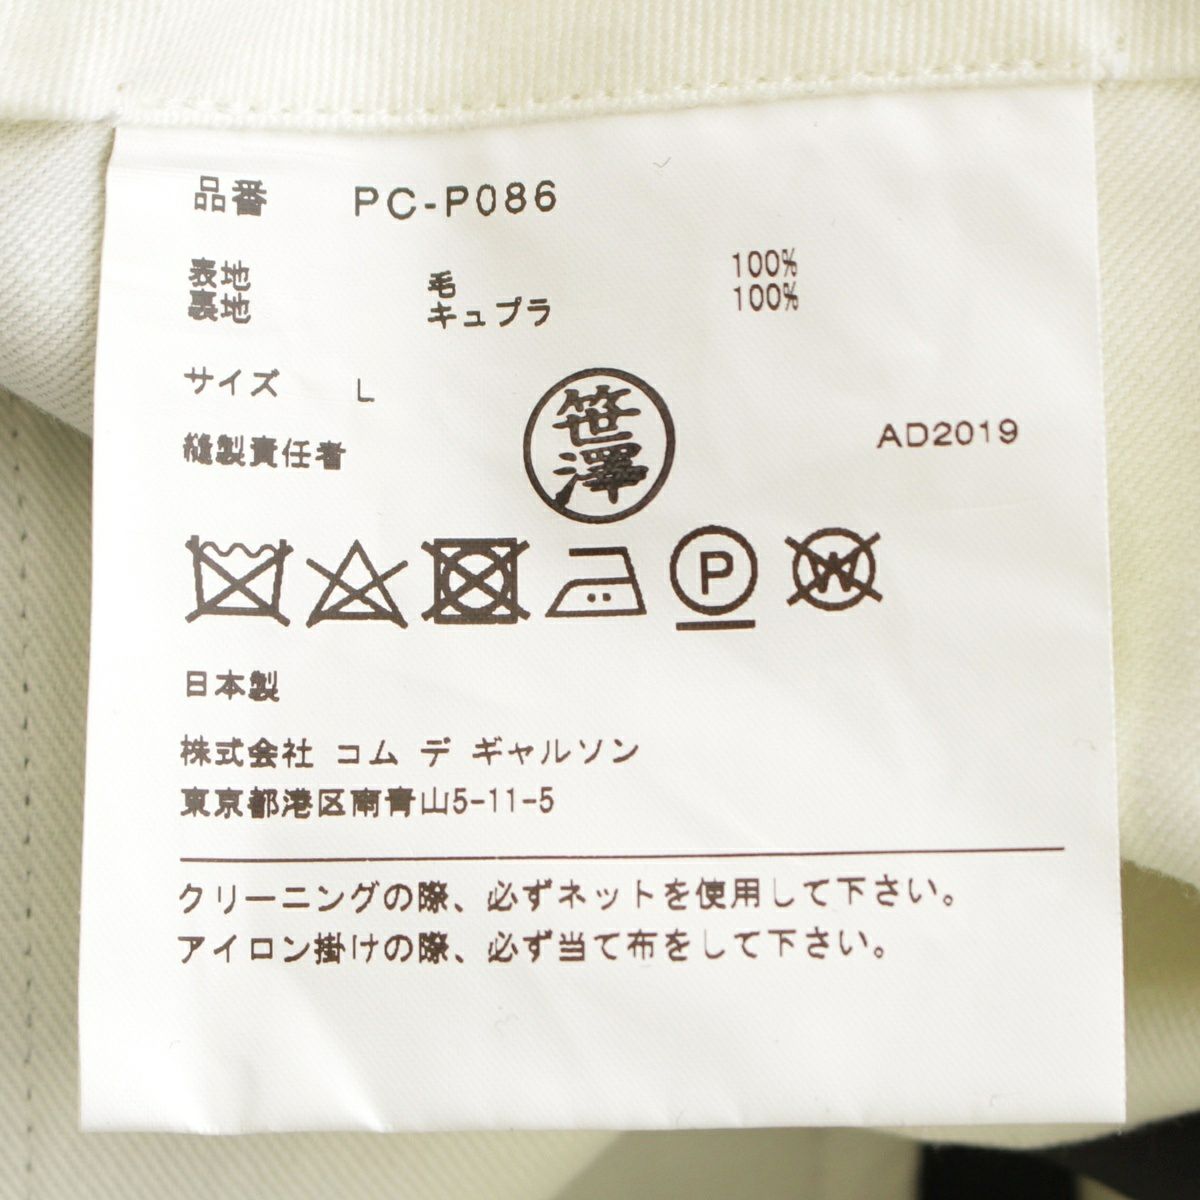 品番 PC-P086
表地 毛 100%
裏地 キュプラ 100%
サイズ L
縫製責任者 笹澤 AD2019
P W
日本製
株式会社 コム デ ギャルソン
東京都港区南青山5-11-5
クリーニングの際、必ずネットを使用して下さい。
アイロン掛けの際、必ず当て布をして下さい。